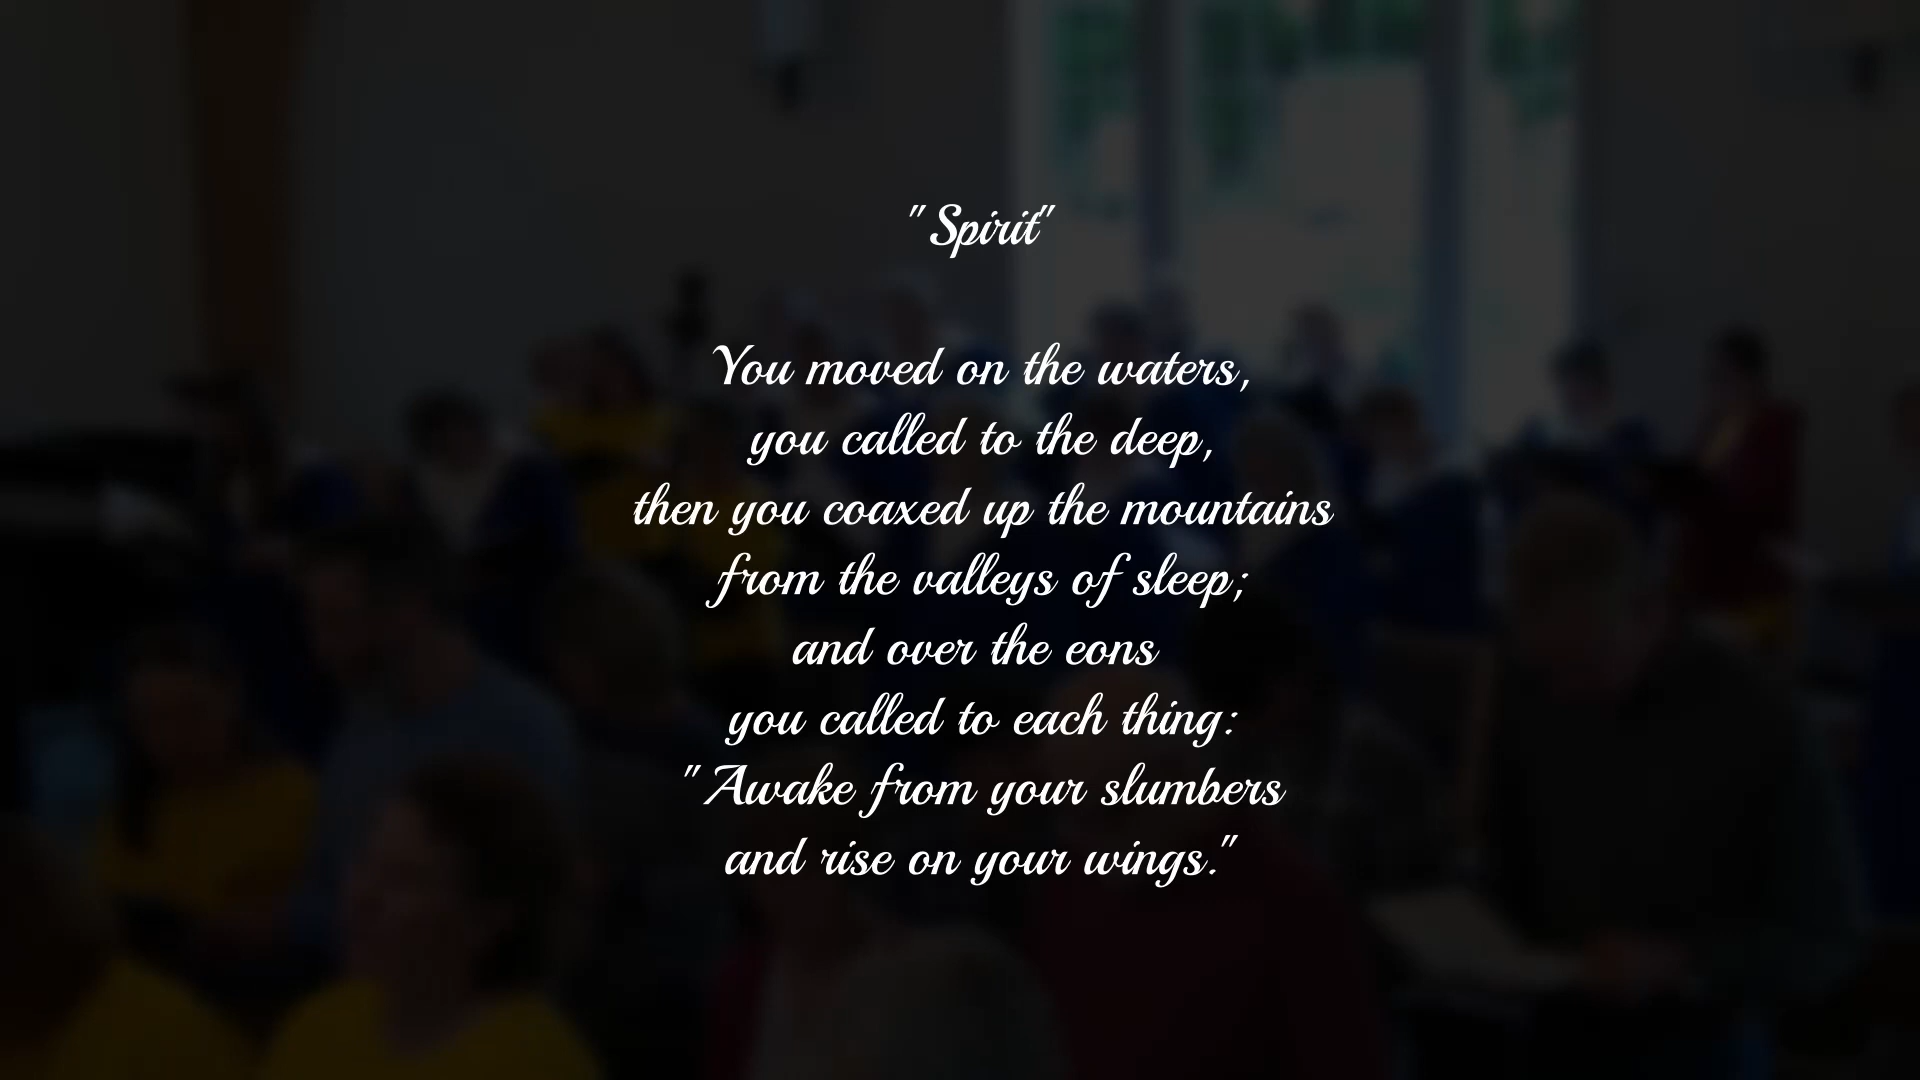 "Spirit"
You moved on the waters,
you called to the deep,
then you coaxed up the mountains
from the valleys of sleep;
and over the eons
you called to each thing:
"Awake from your slumbers
and rise on your wings."